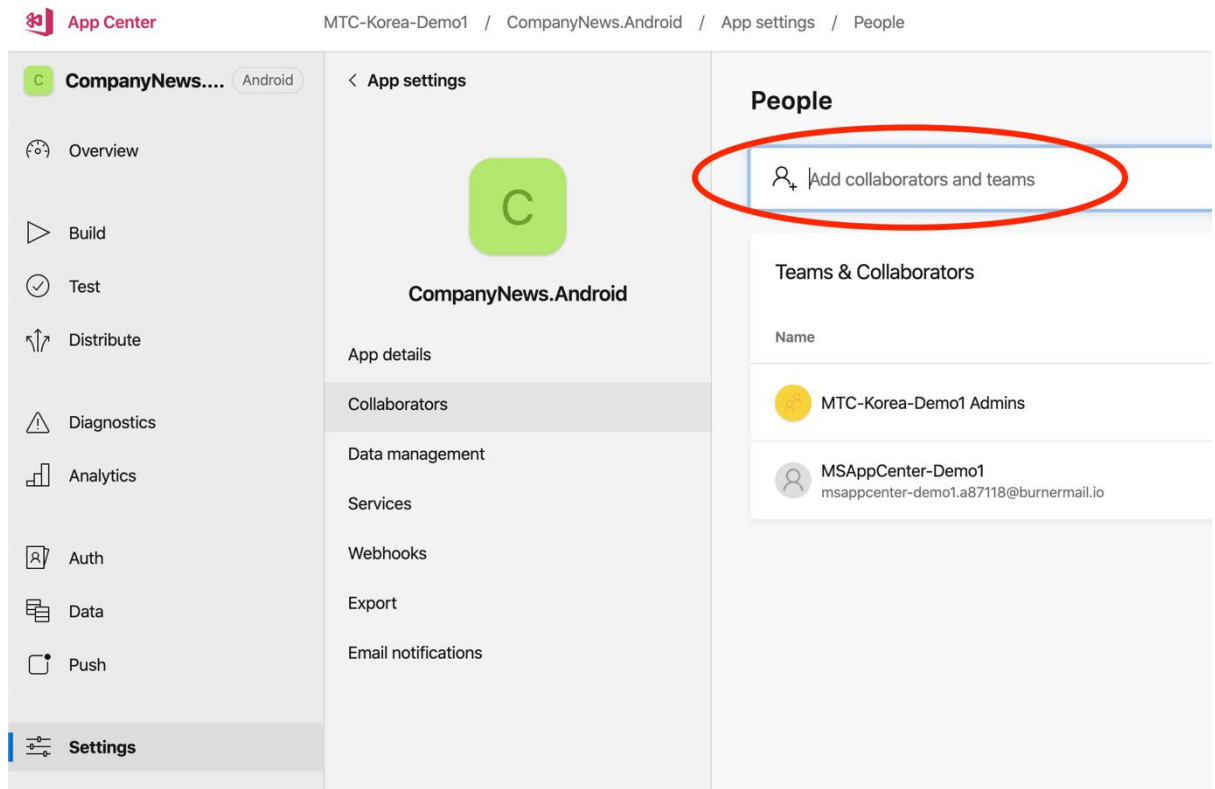 App Center
MTC-Korea-Demo1 / CompanyNews.Android / App settings / People
C
CompanyNews.... Android
Overview
Build
Test
Distribute
Diagnostics
Analytics
Auth
Data
Push
Settings
< App settings
C
CompanyNews.Android
App details
Collaborators
Data management
Services
Webhooks
Export
Email notifications
People
Add collaborators and teams
Teams & Collaborators
Name
MTC-Korea-Demo1 Admins
MSAppCenter-Demo1
msappcenter-demo1.a87118@burnermail.io